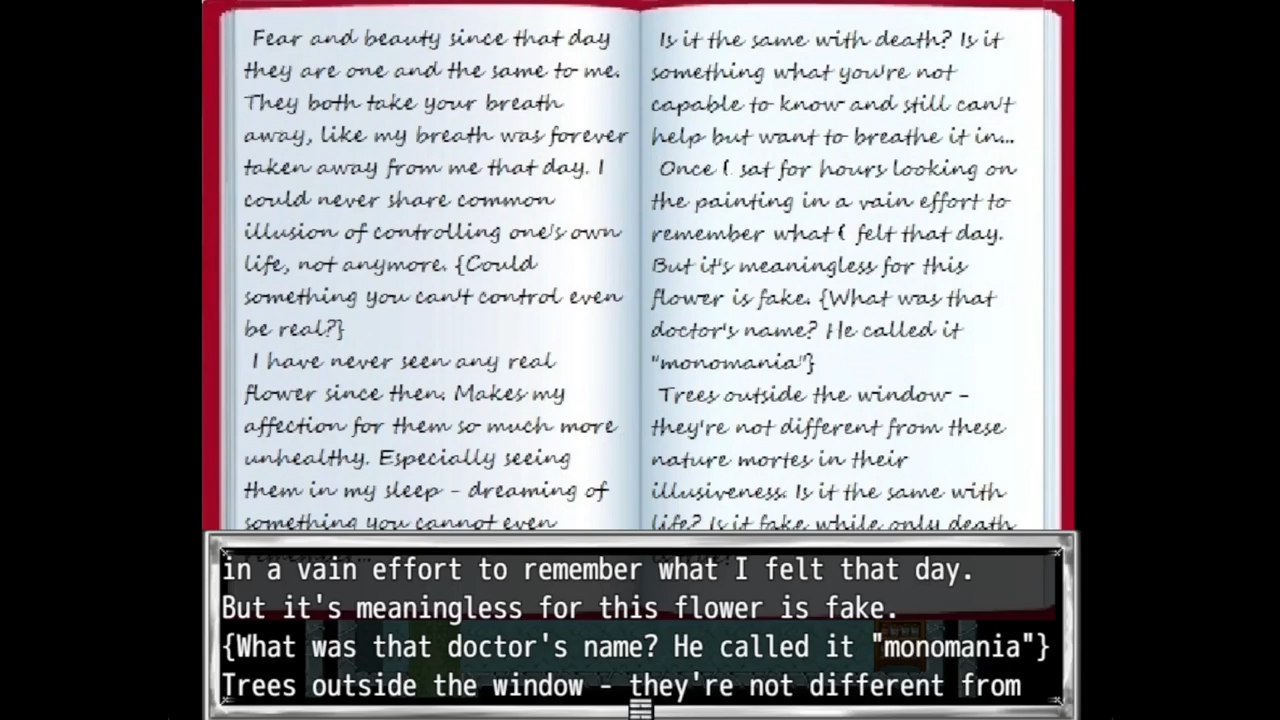 Fear and beauty since that day
they are one and the same to me.
They both take your breath
away, like my breath was forever
taken away from me that day. I
could never share common
illusion of controlling one's own
life, not anymore. {Could
something you can't control even
be real?}
I have never seen any real
flower since then. Makes my
affection for them so much more
unhealthy. Especially seeing
them in my sleep - dreaming of
something you cannot even
Is it the same with death? Is it
something what you're not
capable to know and still can't
help but want to breathe it in...
Once I sat for hours looking on
the painting in a vain effort to
remember what I felt that day.
But it's meaningless for this
flower is fake. {What was that
doctor's name? He called it
"monomania"}
Trees outside the window -
they're not different from these
nature mortes in their
illusiveness. Is it the same with
life? Is it fake while only death
in a vain effort to remember what I felt that day.
But it's meaningless for this flower is fake.
{What was that doctor's name? He called it "monomania"}
Trees outside the window - they're not different from